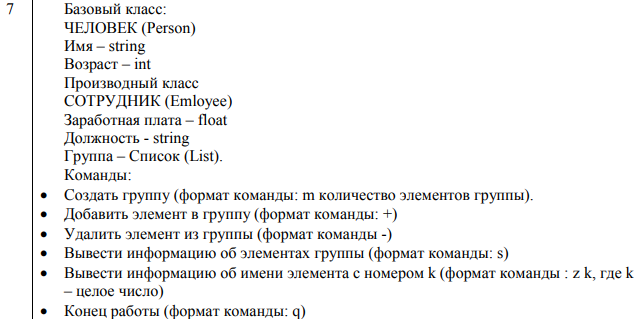 7 Базовый класс:
ЧЕЛОВЕК (Person)
Имя – string
Возраст – int
Производный класс
СОТРУДНИК (Emloyee)
Заработная плата – float
Должность - string
Группа – Список (List).
Команды:
• Создать группу (формат команды: m количество элементов группы).
• Добавить элемент в группу (формат команды: +)
• Удалить элемент из группы (формат команды -)
• Вывести информацию об элементах группы (формат команды: s)
• Вывести информацию об имени элемента с номером k (формат команды : z k, где k
– целое число)
• Конец работы (формат команды: q)